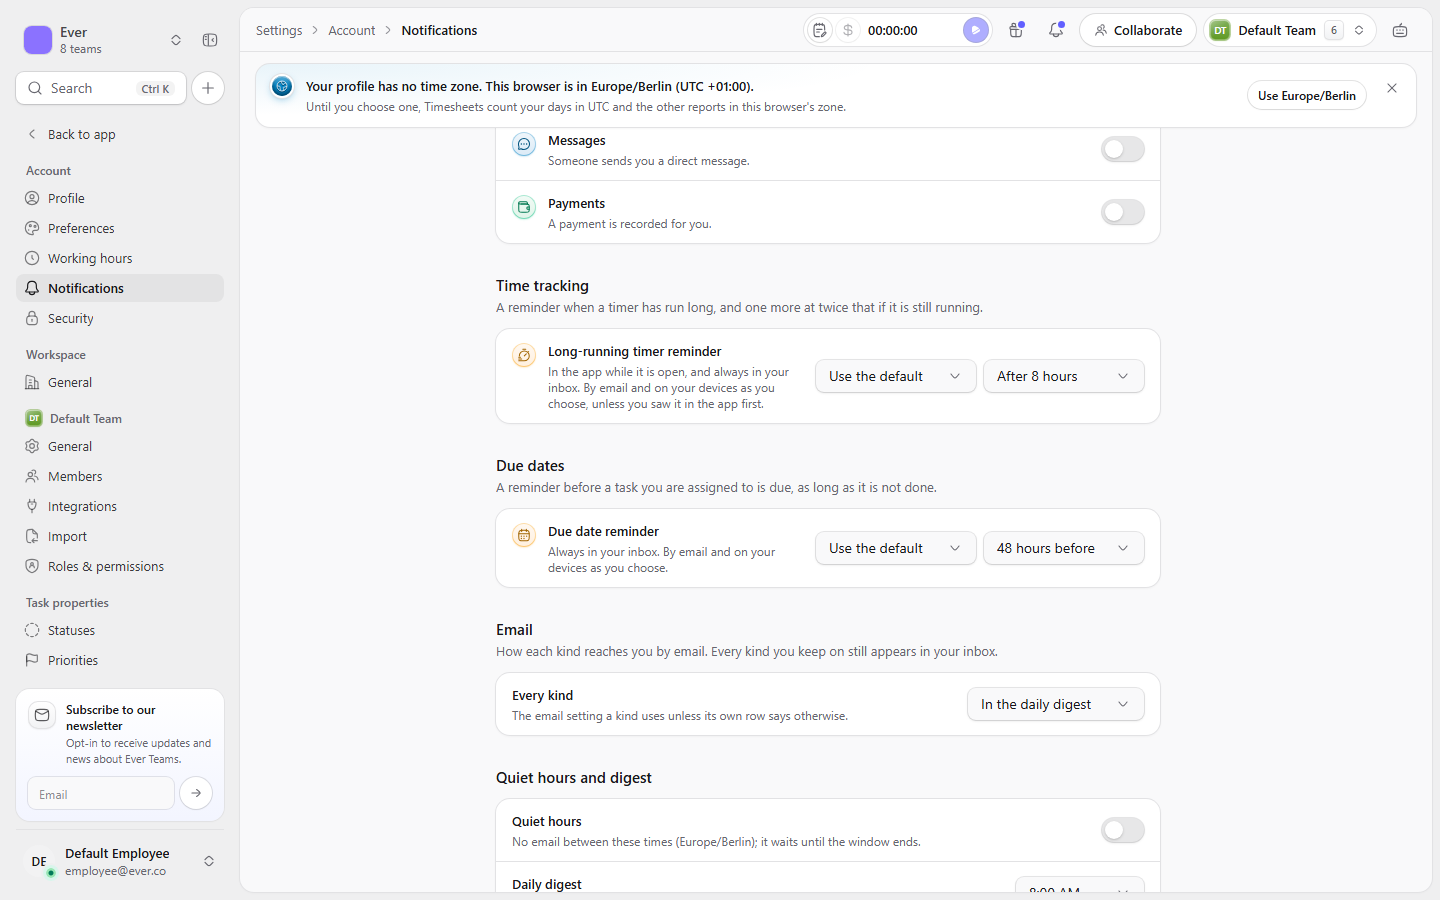 Ever
8 teams
Search
Ctrl K
Back to app
Account
Profile
Preferences
Working hours
Notifications
Security
Workspace
General
DT Default Team
General
Members
Integrations
Import
Roles & permissions
Task properties
Statuses
Priorities
Subscribe to our
newsletter
Opt-in to receive updates and
news about Ever Teams.
Email
DE
Default Employee
employee@ever.co
Settings
Account
Notifications
$
00:00:00
Collaborate
DT Default Team 6
Your profile has no time zone. This browser is in Europe/Berlin (UTC +01:00).
Until you choose one, Timesheets count your days in UTC and the other reports in this browser's zone.
Use Europe/Berlin
Messages
Someone sends you a direct message.
Payments
A payment is recorded for you.
Time tracking
A reminder when a timer has run long, and one more at twice that if it is still running.
Long-running timer reminder
In the app while it is open, and always in your
inbox. By email and on your devices as you
choose, unless you saw it in the app first.
Use the default
After 8 hours
Due dates
A reminder before a task you are assigned to is due, as long as it is not done.
Due date reminder
Always in your inbox. By email and on your
devices as you choose.
Use the default
48 hours before
Email
How each kind reaches you by email. Every kind you keep on still appears in your inbox.
Every kind
The email setting a kind uses unless its own row says otherwise.
In the daily digest
Quiet hours and digest
Quiet hours
No email between these times (Europe/Berlin); it waits until the window ends.
Daily digest
8:00 AM